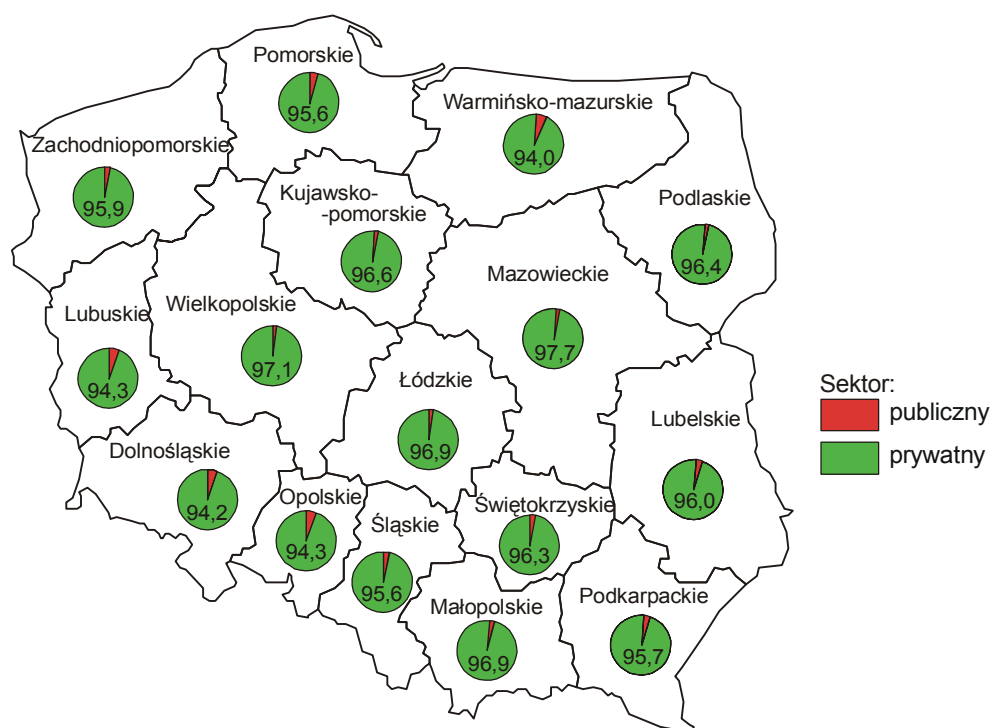 Pomorskie
95,6
Warmińsko-mazurskie
94,0
Zachodniopomorskie
95,9
Kujawsko-
-pomorskie
96,6
Podlaskie
96,4
Mazowieckie
97,7
Wielkopolskie
97,1
Lubuskie
94,3
Łódzkie
96,9
Lubelskie
96,0
Dolnośląskie
94,2
Opolskie
94,3
Śląskie
95,6
Świętokrzyskie
96,3
Małopolskie
96,9
Podkarpackie
95,7
Sektor:
publiczny
prywatny